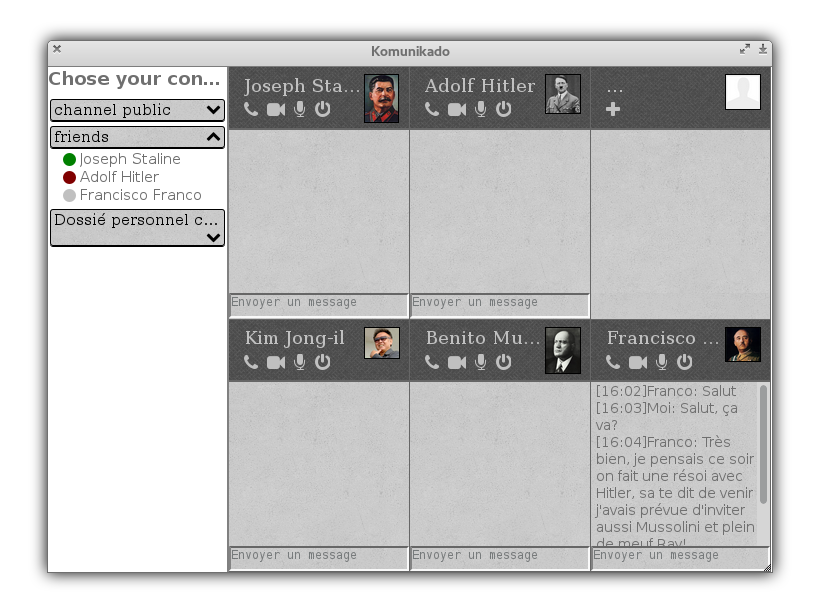 Komunikado
Chose your con...
channel public
friends
Joseph Staline
Adolf Hitler
Francisco Franco
Dossié personnel c...
Joseph Sta...
Adolf Hitler
...
Envoyer un message
Envoyer un message
Kim Jong-il
Benito Mu...
Francisco ...
[16:02]Franco: Salut
[16:03]Moi: Salut, ça
va?
[16:04]Franco: Très
bien, je pensais ce soir
on fait une résoi avec
Hitler, sa te dit de venir
j'avais prévue d'inviter
aussi Mussolini et plein
de meuf Ray!
Envoyer un message
Envoyer un message
Envoyer un message